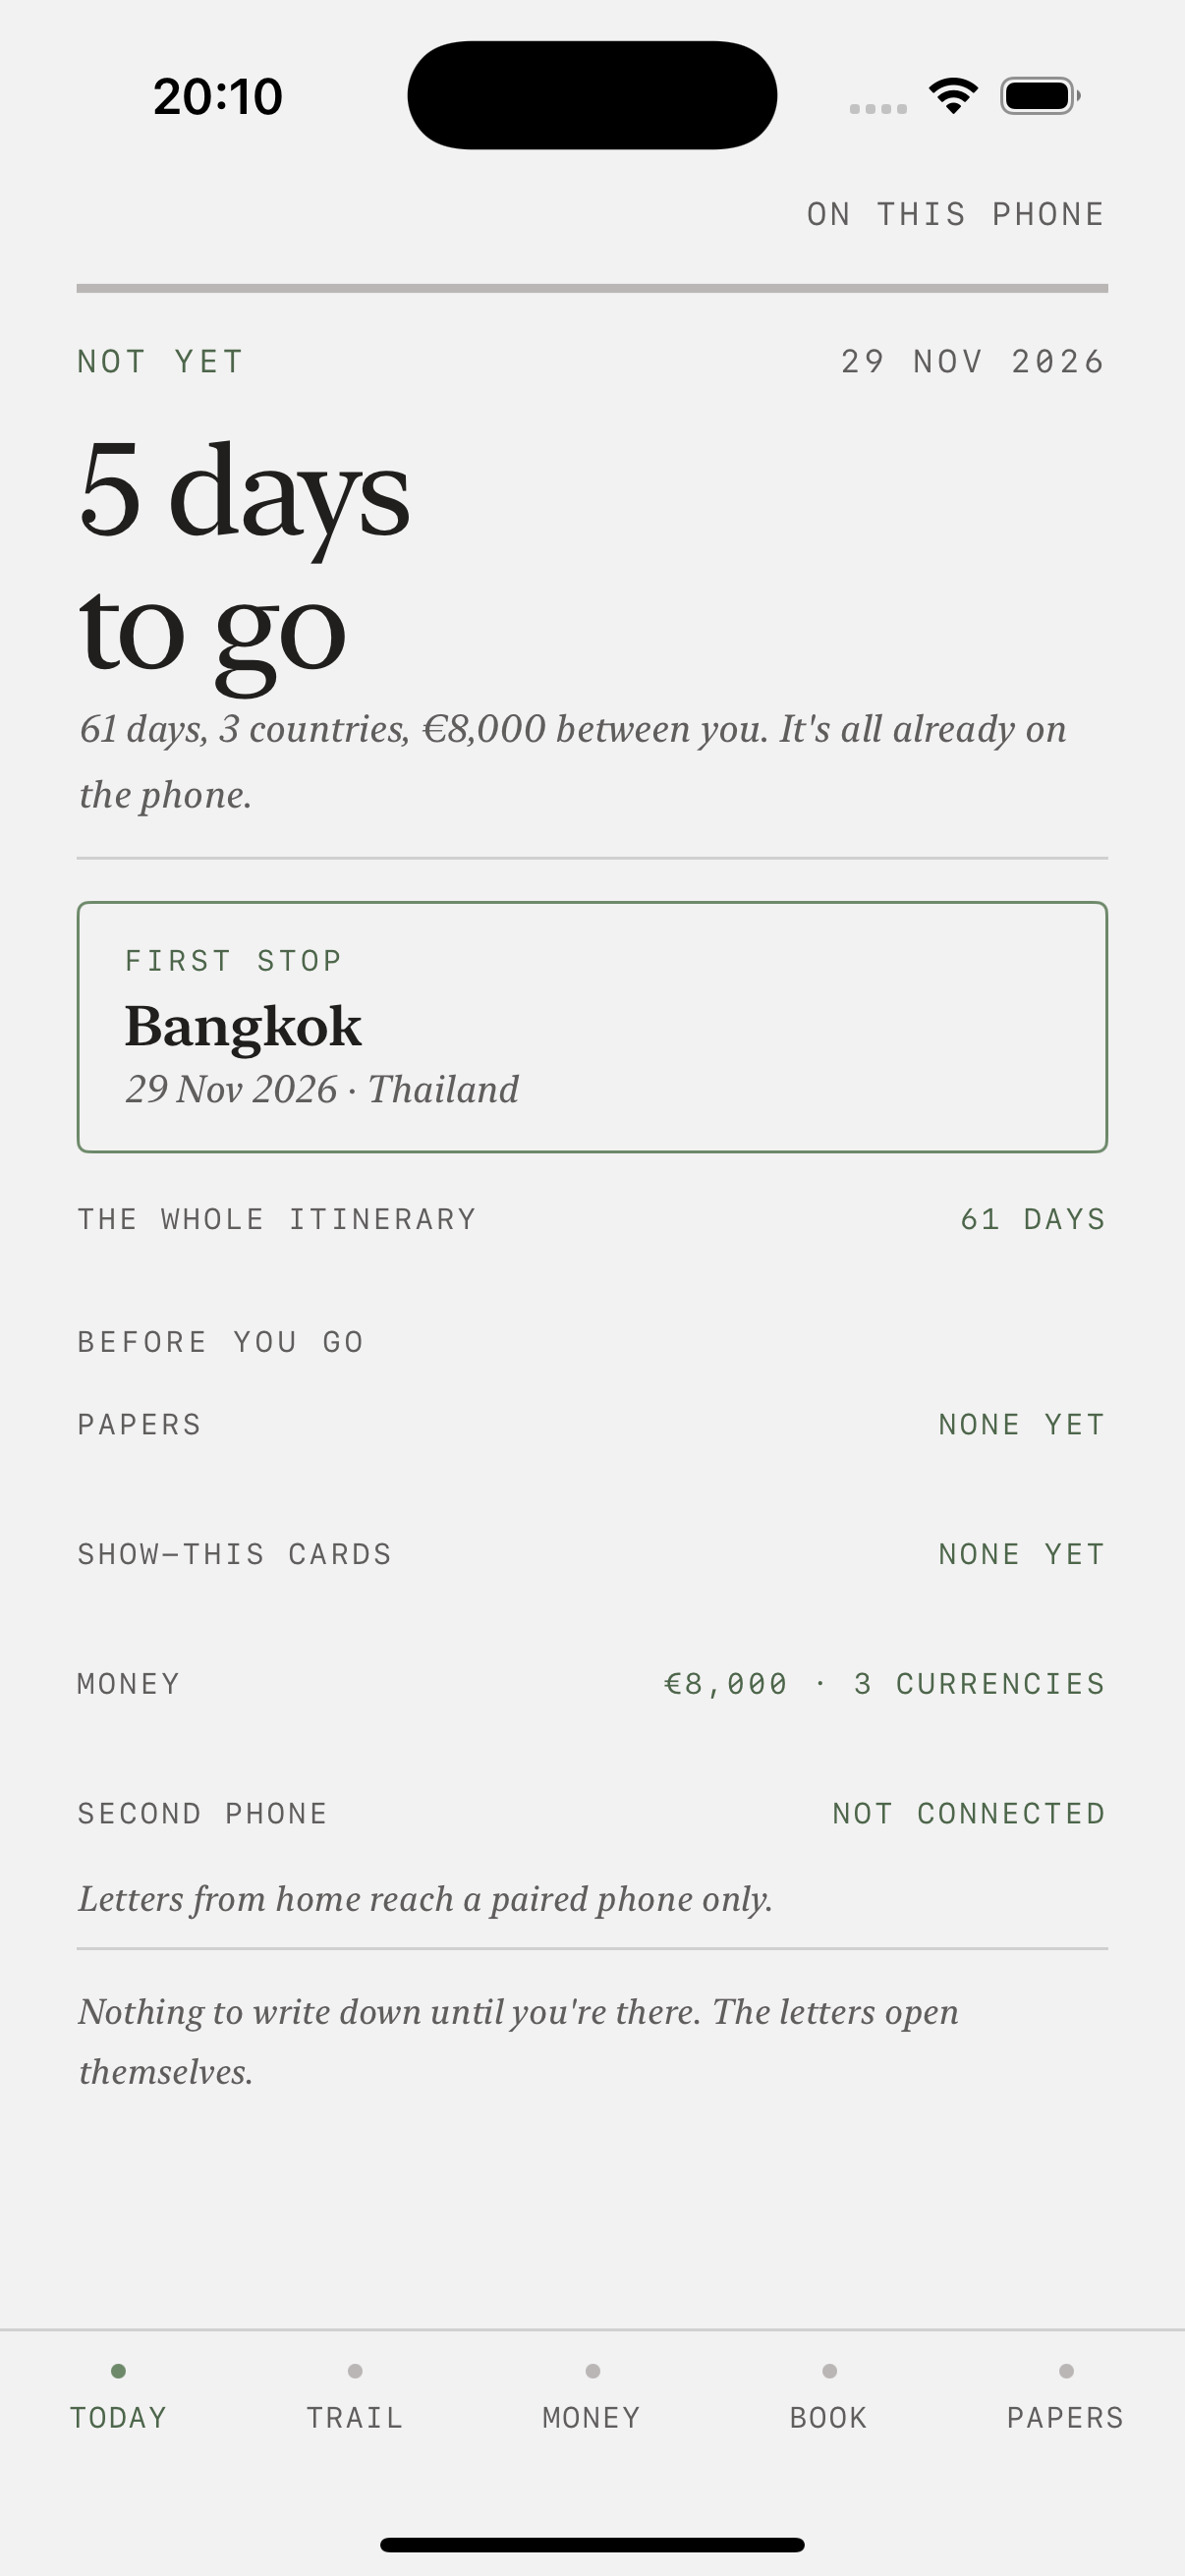 20:10
ON THIS PHONE
NOT YET
29 NOV 2026
5 days
to go
61 days, 3 countries, €8,000 between you. It's all already on
the phone.
FIRST STOP
Bangkok
29 Nov 2026 · Thailand
THE WHOLE ITINERARY
61 DAYS
BEFORE YOU GO
PAPERS
NONE YET
SHOW—THIS CARDS
NONE YET
MONEY
€8,000 · 3 CURRENCIES
SECOND PHONE
NOT CONNECTED
Letters from home reach a paired phone only.
Nothing to write down until you're there. The letters open
themselves.
TODAY
TRAIL
MONEY
BOOK
PAPERS